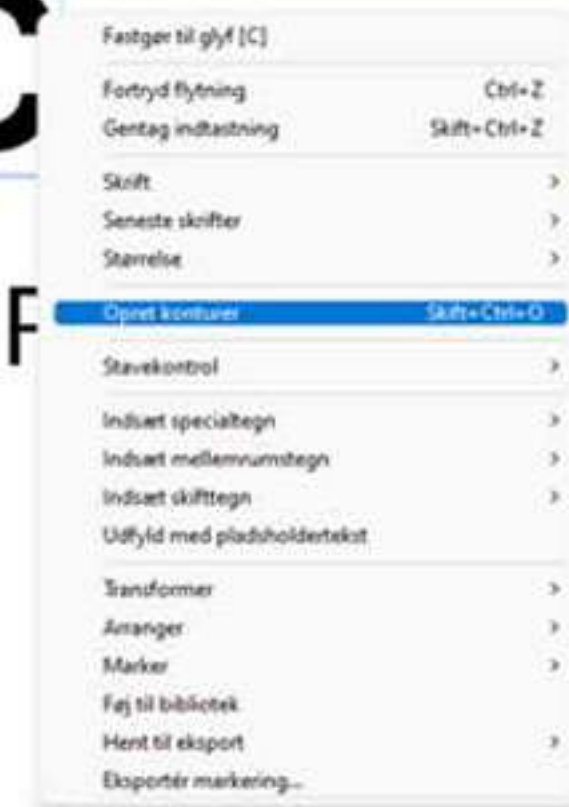 C
Fastgør til glyf [C]
Fortryd flytning Ctrl+Z
Gentag indtastning Skift+Ctrl+Z
Skrift
Seneste skrifter
Størrelse
F
Opret konturer Skift+Ctrl+O
Stavekontrol
Indsæt specialtegn
Indsæt mellemrumstegn
Indsæt skifttegn
Udfyld med pladsholdertekst
Transformer
Arranger
Marker
Føj til bibliotek
Hent til eksport
Eksportér markering...